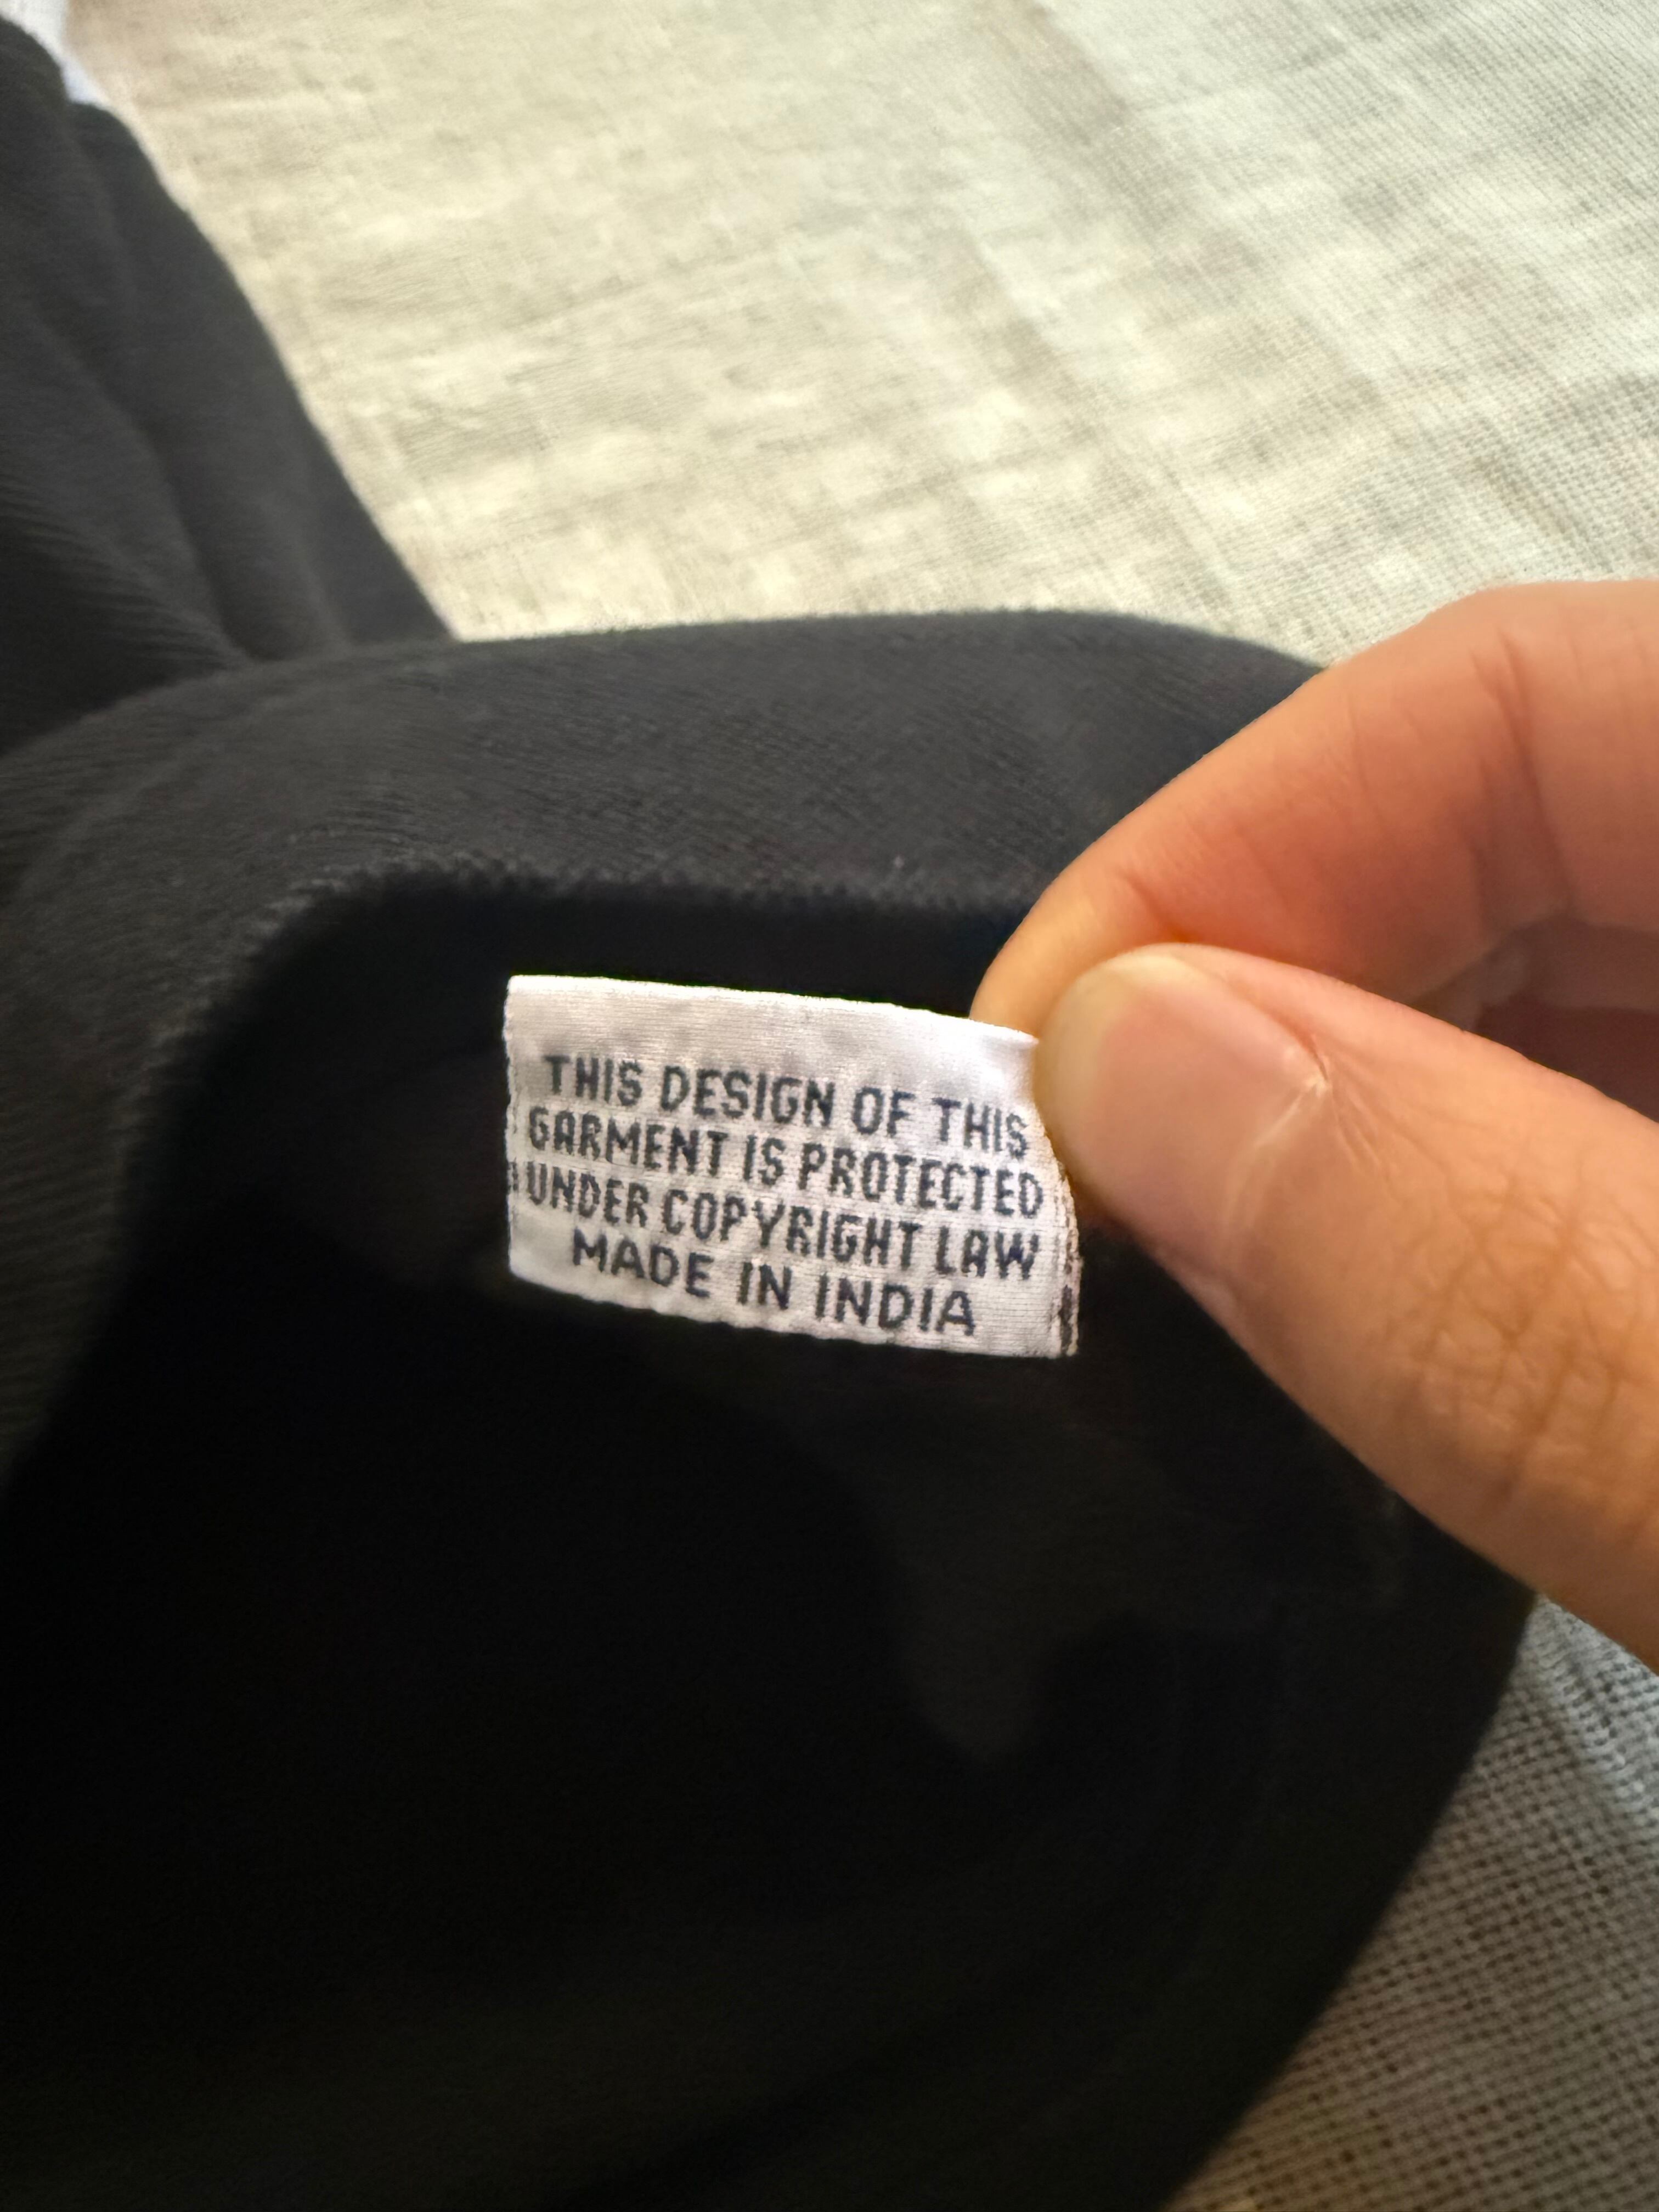 THIS DESIGN OF THIS
GARMENT IS PROTECTED
UNDER COPYRIGHT LAW
MADE IN INDIA